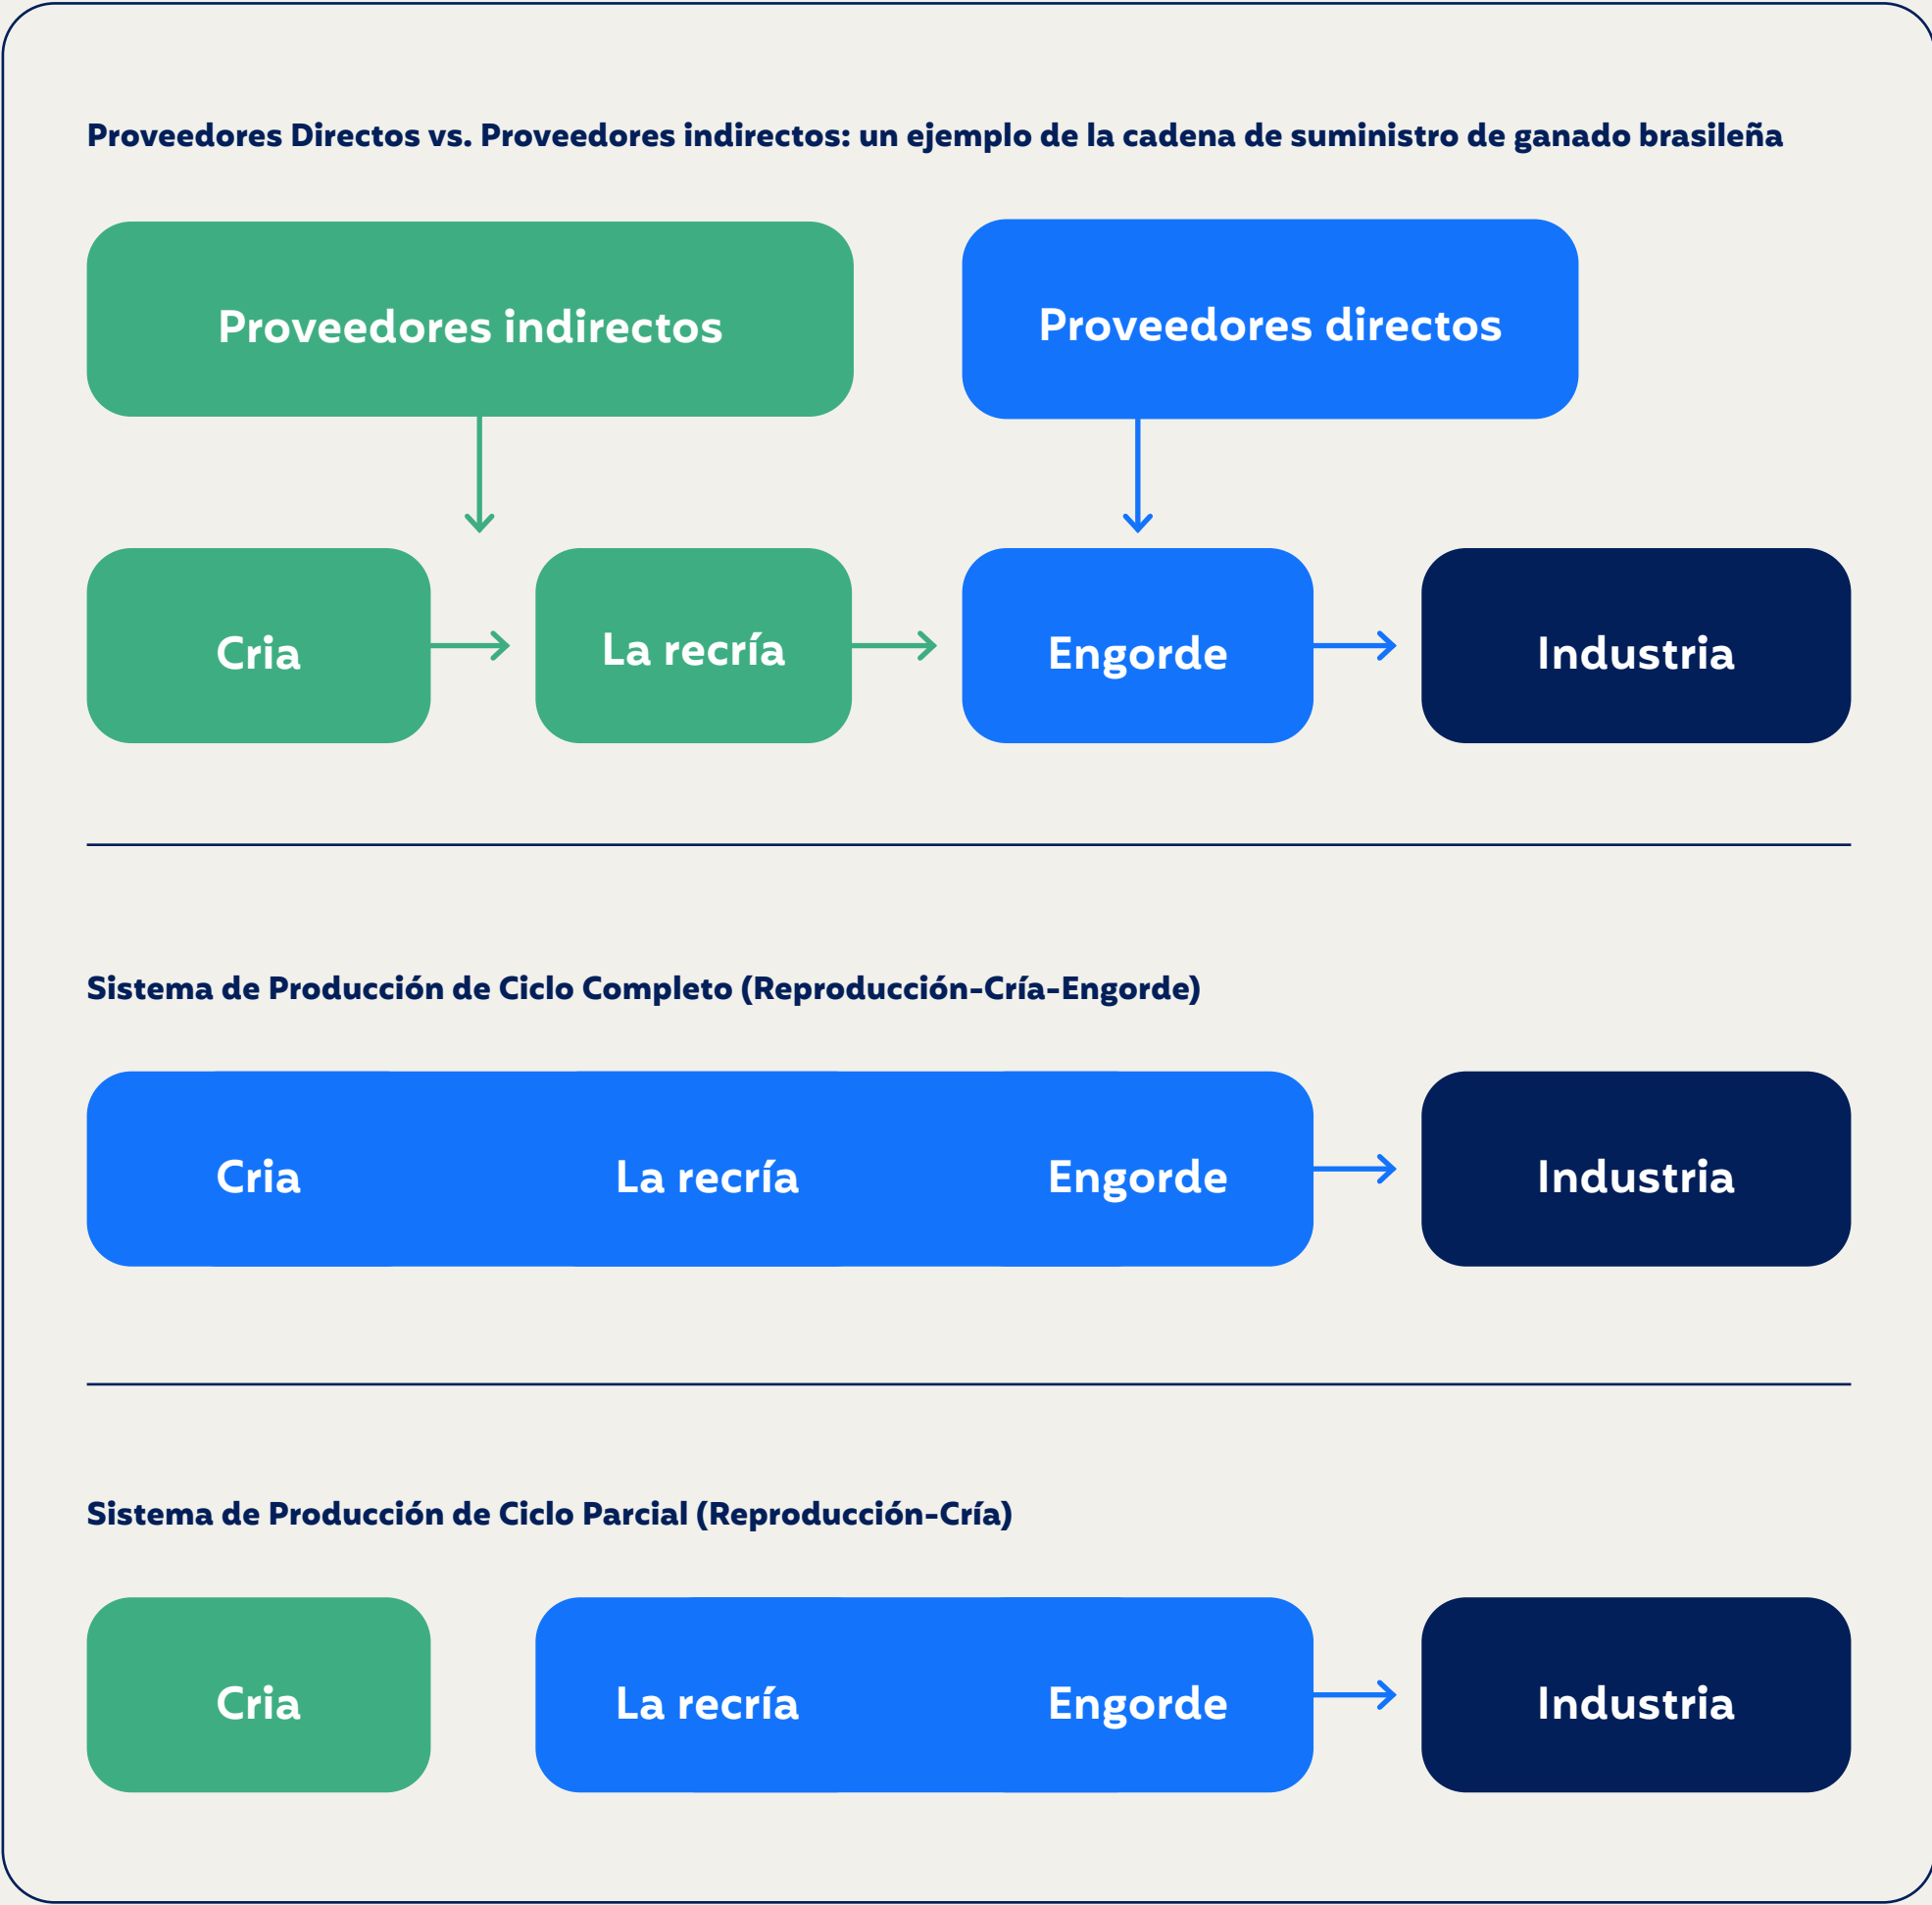 Proveedores Directos vs. Proveedores indirectos: un ejemplo de la cadena de suministro de ganado brasileña
Proveedores indirectos
Proveedores directos
Cria
La recría
Engorde
Industria
Sistema de Producción de Ciclo Completo (Reproducción-Cría-Engorde)
Cria
La recría
Engorde
Industria
Sistema de Producción de Ciclo Parcial (Reproducción-Cría)
Cria
La recría
Engorde
Industria